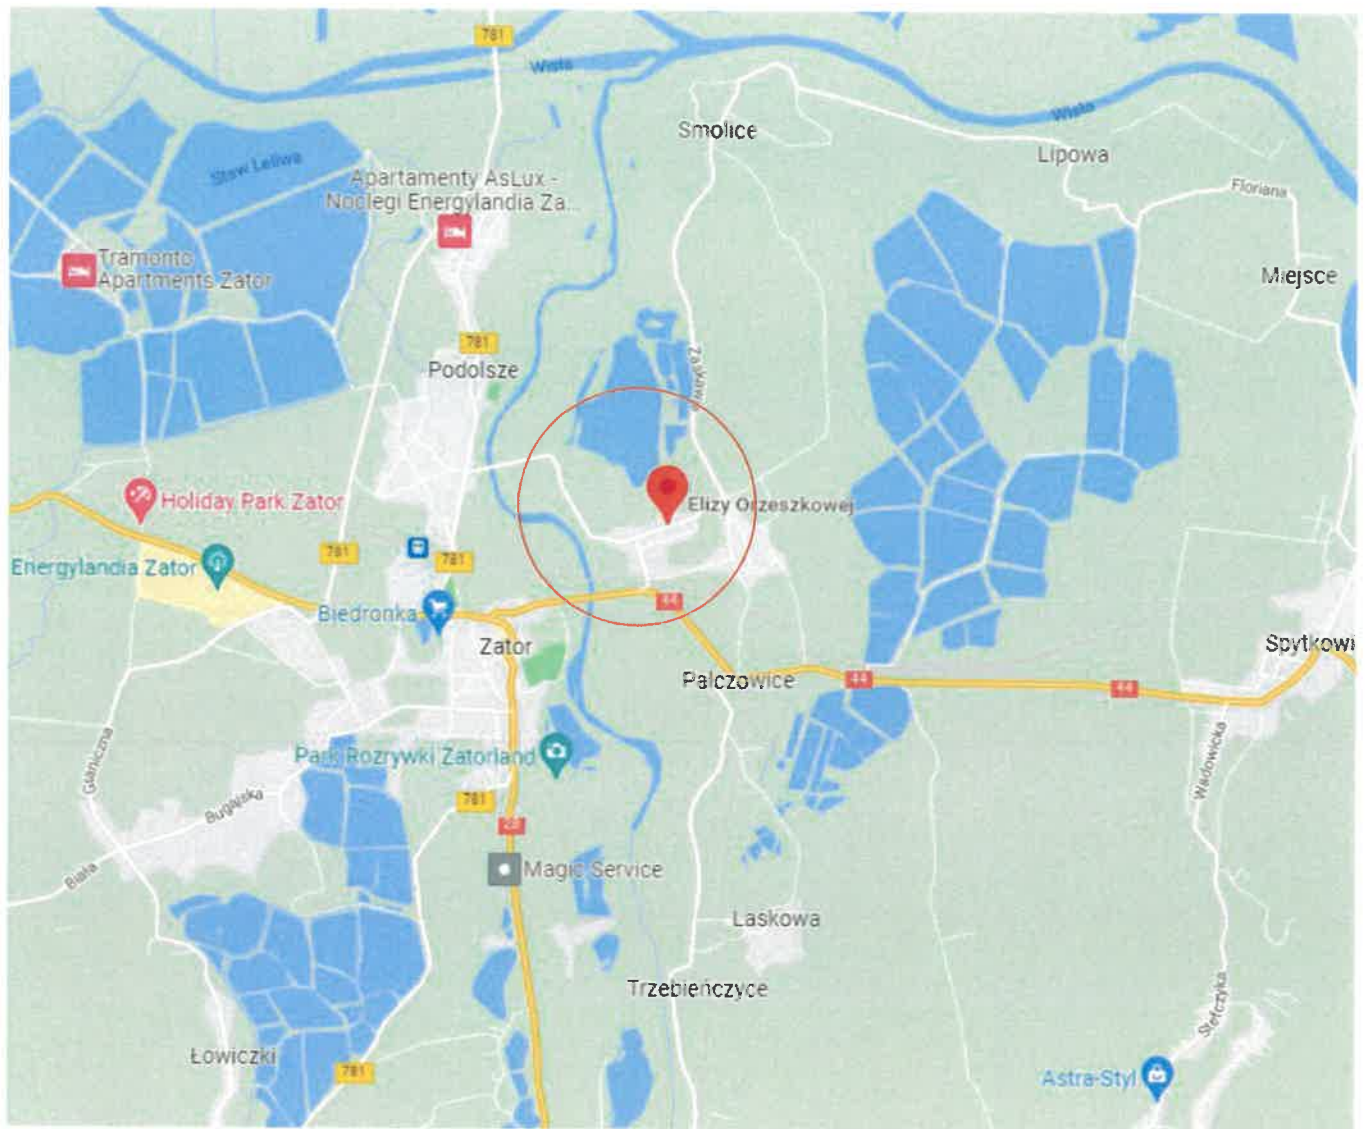 781
Wisła
Smolice
Wisła
Lipowa
Staw Leliwa
Apartamenty AsLux -
Noclegi Energylandia Za...
Floriana
Tramonto
Apartments Zator
Miejsce
781
Podolsze
Holiday Park Zator
Elizy Orzeszkowej
781
781
Energylandia Zator
Biedronka
44
Zator
Spytkowi
Palczowice
44
44
Graniczna
Park Rozrywki Zatorland
Wadowicka
Bugajska
781
28
Magic Service
Biała
Laskowa
Trzebieńczyce
Stefczyka
Łowiczki
781
Astra-Styl